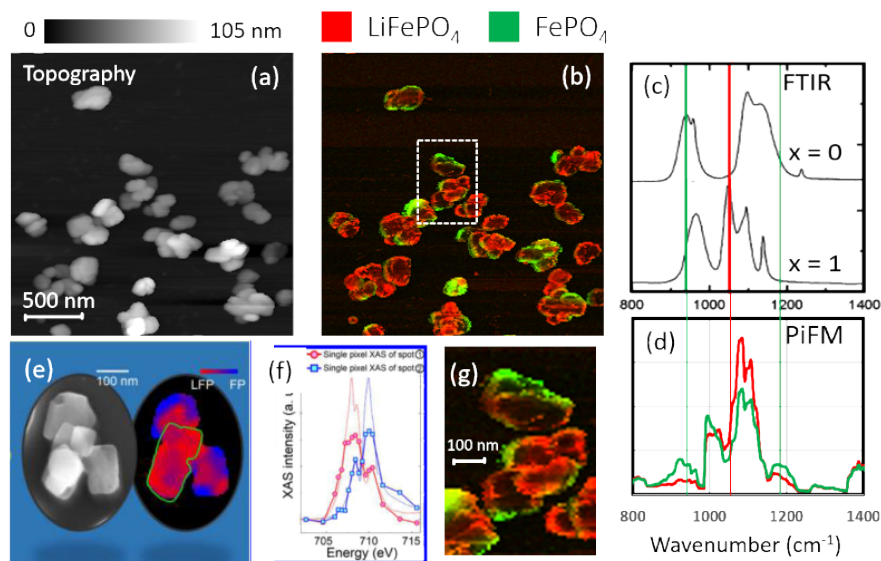 0 105 nm
LiFePO4 FePO4
Topography (a)
(b)
500 nm
(c)
FTIR
x = 0
x = 1
800 1000 1200 1400
(d)
PiFM
800 1000 1200 1400
Wavenumber (cm-1)
(e)
100 nm
LFP FP
(f)
Single pixel XAS of spot①
Single pixel XAS of spot②
XAS intensity (a.
705 710 715
Energy (eV)
(g)
100 nm